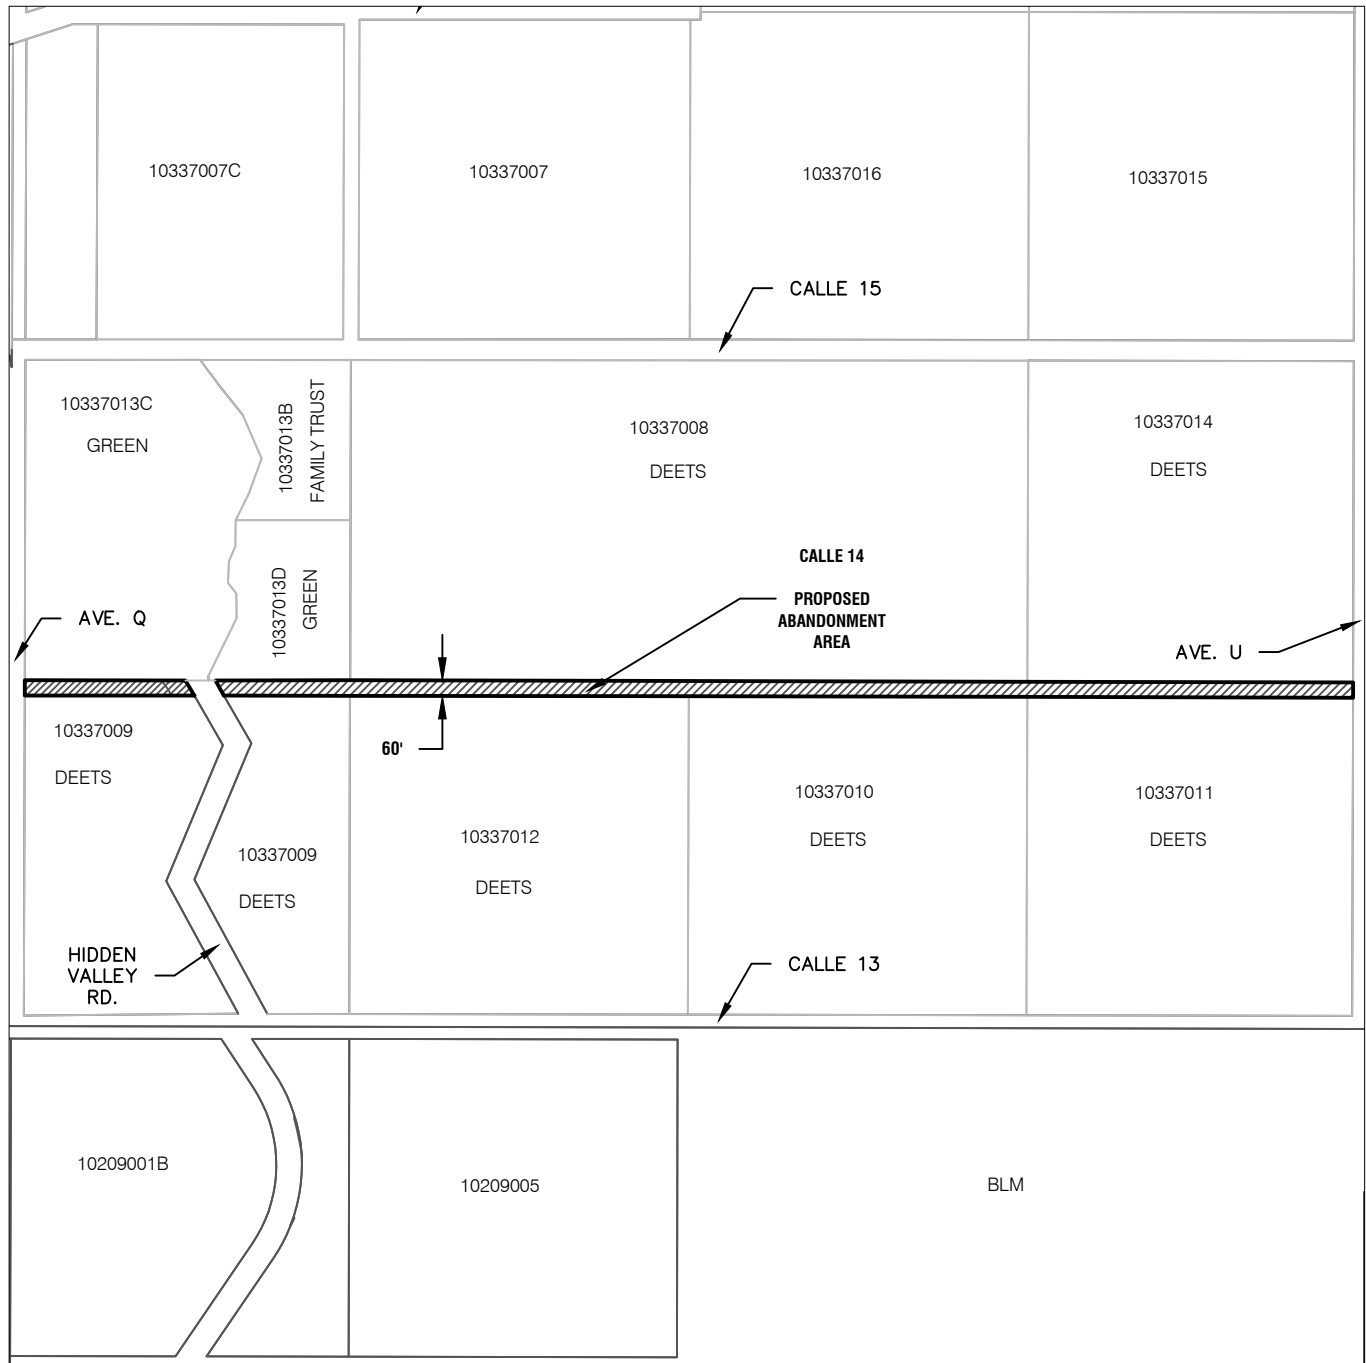 10337007C
10337007
10337016
10337015
CALLE 15
10337013C
GREEN
10337013B
FAMILY TRUST
10337008
DEETS
10337014
DEETS
10337013D
GREEN
CALLE 14
PROPOSED
ABANDONMENT
AREA
AVE. Q
AVE. U
10337009
DEETS
60'
10337009
DEETS
10337012
DEETS
10337010
DEETS
10337011
DEETS
HIDDEN
VALLEY
RD.
CALLE 13
10209001B
10209005
BLM